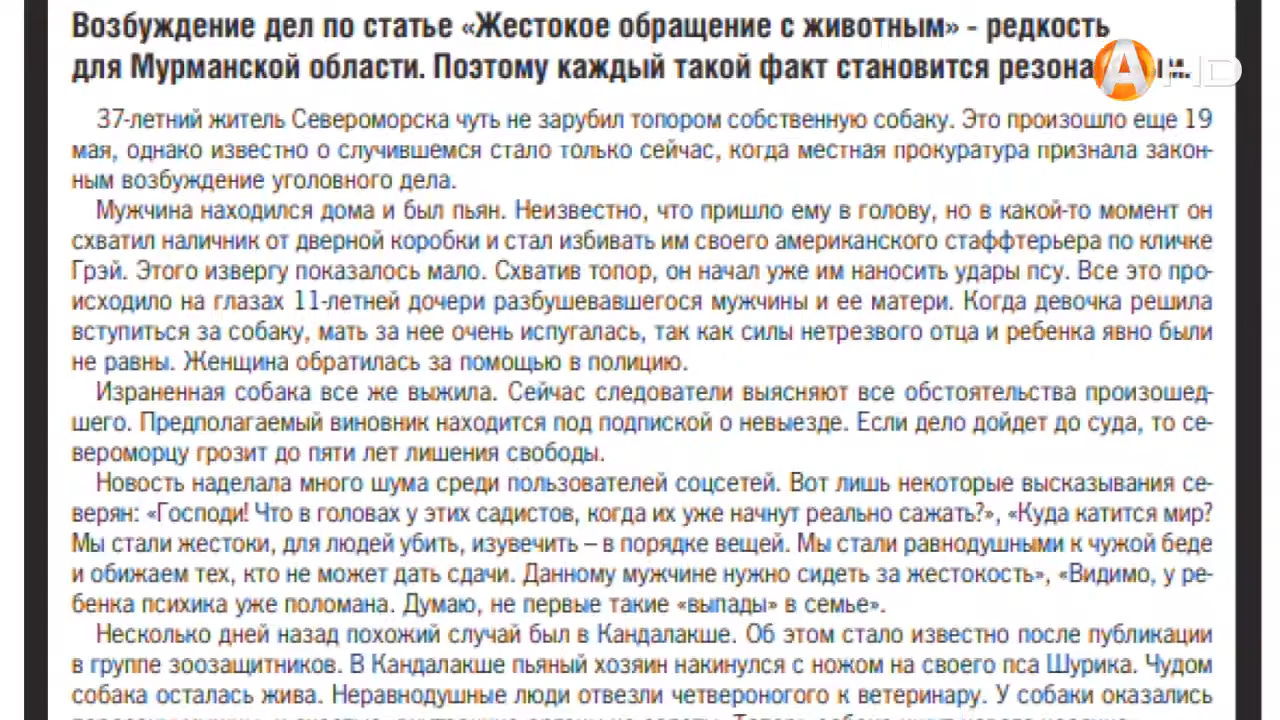 Возбуждение дел по статье «Жестокое обращение с животным» - редкость
для Мурманской области. Поэтому каждый такой факт становится
37-летний житель Североморска чуть не зарубил топором собственную собаку. Это произошло еще 19
мая, однако известно о случившемся стало только сейчас, когда местная прокуратура признала закон-
ным возбуждение уголовного дела.
Мужчина находился дома и был пьян. Неизвестно, что пришло ему в голову, но в какой-то момент он
схватил наличник от дверной коробки и стал избивать им своего американского стаффтерьера по кличке
Грэй. Этого извергу показалось мало. Схватив топор, он начал уже им наносить удары псу. Все это про-
исходило на глазах 11-летней дочери разбушевавшегося мужчины и ее матери. Когда девочка решила
вступиться за собаку, мать за нее очень испугалась, так как силы нетрезвого отца и ребенка явно были
не равны. Женщина обратилась за помощью в полицию.
Израненная собака все же выжила. Сейчас следователи выясняют все обстоятельства произошед-
шего. Предполагаемый виновник находится под подпиской о невыезде. Если дело дойдет до суда, то се-
вероморцу грозит до пяти лет лишения свободы.
Новость наделала много шума среди пользователей соцсетей. Вот лишь некоторые высказывания се-
верян: «Господи! Что в головах у этих садистов, когда их уже начнут реально сажать?», «Куда катится мир?
Мы стали жестоки, для людей убить, изувечить – в порядке вещей. Мы стали равнодушными к чужой беде
и обижаем тех, кто не может дать сдачи. Данному мужчине нужно сидеть за жестокость», «Видимо, у ре-
бенка психика уже поломана. Думаю, не первые такие «выпады» в семье».
Несколько дней назад похожий случай был в Кандалакше. Об этом стало известно после публикации
в группе зоозащитников. В Кандалакше пьяный хозяин накинулся с ножом на своего пса Шурика. Чудом
собака осталась жива. Неравнодушные люди отвезли четвероногого к ветеринару. У собаки оказались